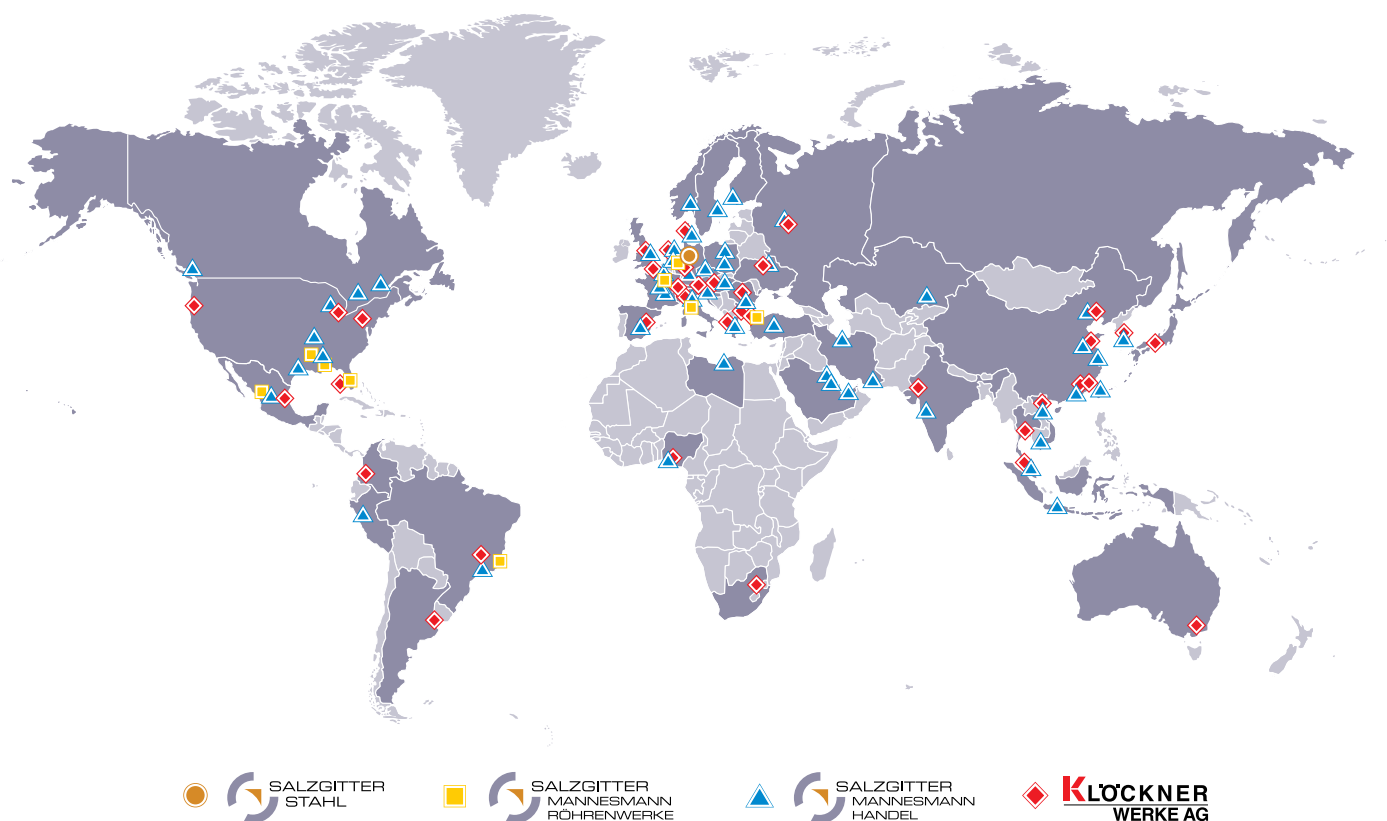 SALZGITTER
STAHL
SALZGITTER
MANNESMANN
RÖHRENWERKE
SALZGITTER
MANNESMANN
HANDEL
KLÖCKNER
WERKE AG